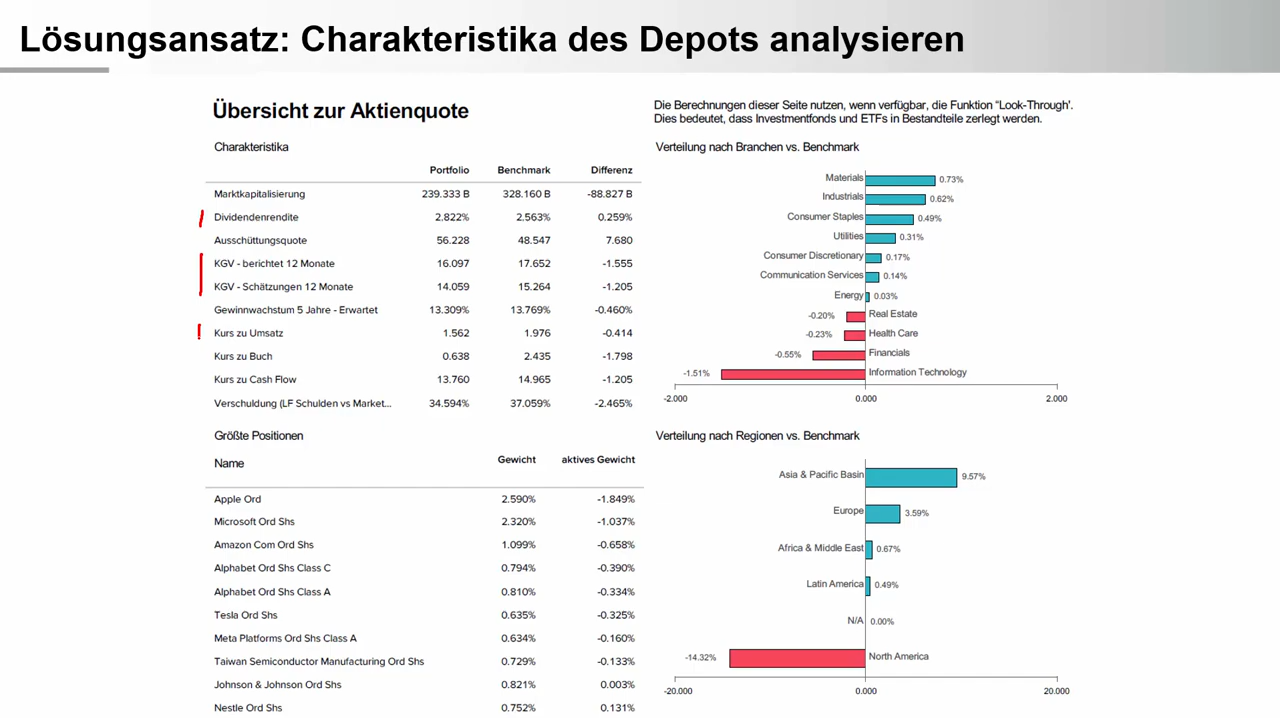 Lösungsansatz: Charakteristika des Depots analysieren
Übersicht zur Aktienquote
Die Berechnungen dieser Seite nutzen, wenn verfügbar, die Funktion “Look-Through'.
Dies bedeutet, dass Investmentfonds und ETFs in Bestandteile zerlegt werden.
Charakteristika
Portfolio Benchmark Differenz
Marktkapitalisierung 239.333 B 328.160 B -88.827 B
Dividendenrendite 2.822% 2.563% 0.259%
Ausschüttungsquote 56.228 48.547 7.680
KGV - berichtet 12 Monate 16.097 17.652 -1.555
KGV - Schätzungen 12 Monate 14.059 15.264 -1.205
Gewinnwachstum 5 Jahre - Erwartet 13.309% 13.769% -0.460%
Kurs zu Umsatz 1.562 1.976 -0.414
Kurs zu Buch 0.638 2.435 -1.798
Kurs zu Cash Flow 13.760 14.965 -1.205
Verschuldung (LF Schulden vs Market... 34.594% 37.059% -2.465%
Verteilung nach Branchen vs. Benchmark
Materials 0.73%
Industrials 0.62%
Consumer Staples 0.49%
Utilities 0.31%
Consumer Discretionary 0.17%
Communication Services 0.14%
Energy 0.03%
-0.20% Real Estate
-0.23% Health Care
-0.55% Financials
-1.51% Information Technology
-2.000 0.000 2.000
Größte Positionen
Name Gewicht aktives Gewicht
Apple Ord 2.590% -1.849%
Microsoft Ord Shs 2.320% -1.037%
Amazon Com Ord Shs 1.099% -0.658%
Alphabet Ord Shs Class C 0.794% -0.390%
Alphabet Ord Shs Class A 0.810% -0.334%
Tesla Ord Shs 0.635% -0.325%
Meta Platforms Ord Shs Class A 0.634% -0.160%
Taiwan Semiconductor Manufacturing Ord Shs 0.729% -0.133%
Johnson & Johnson Ord Shs 0.821% 0.003%
Nestle Ord Shs 0.752% 0.131%
Verteilung nach Regionen vs. Benchmark
Asia & Pacific Basin 9.57%
Europe 3.59%
Africa & Middle East 0.67%
Latin America 0.49%
N/A 0.00%
-14.32% North America
-20.000 0.000 20.000